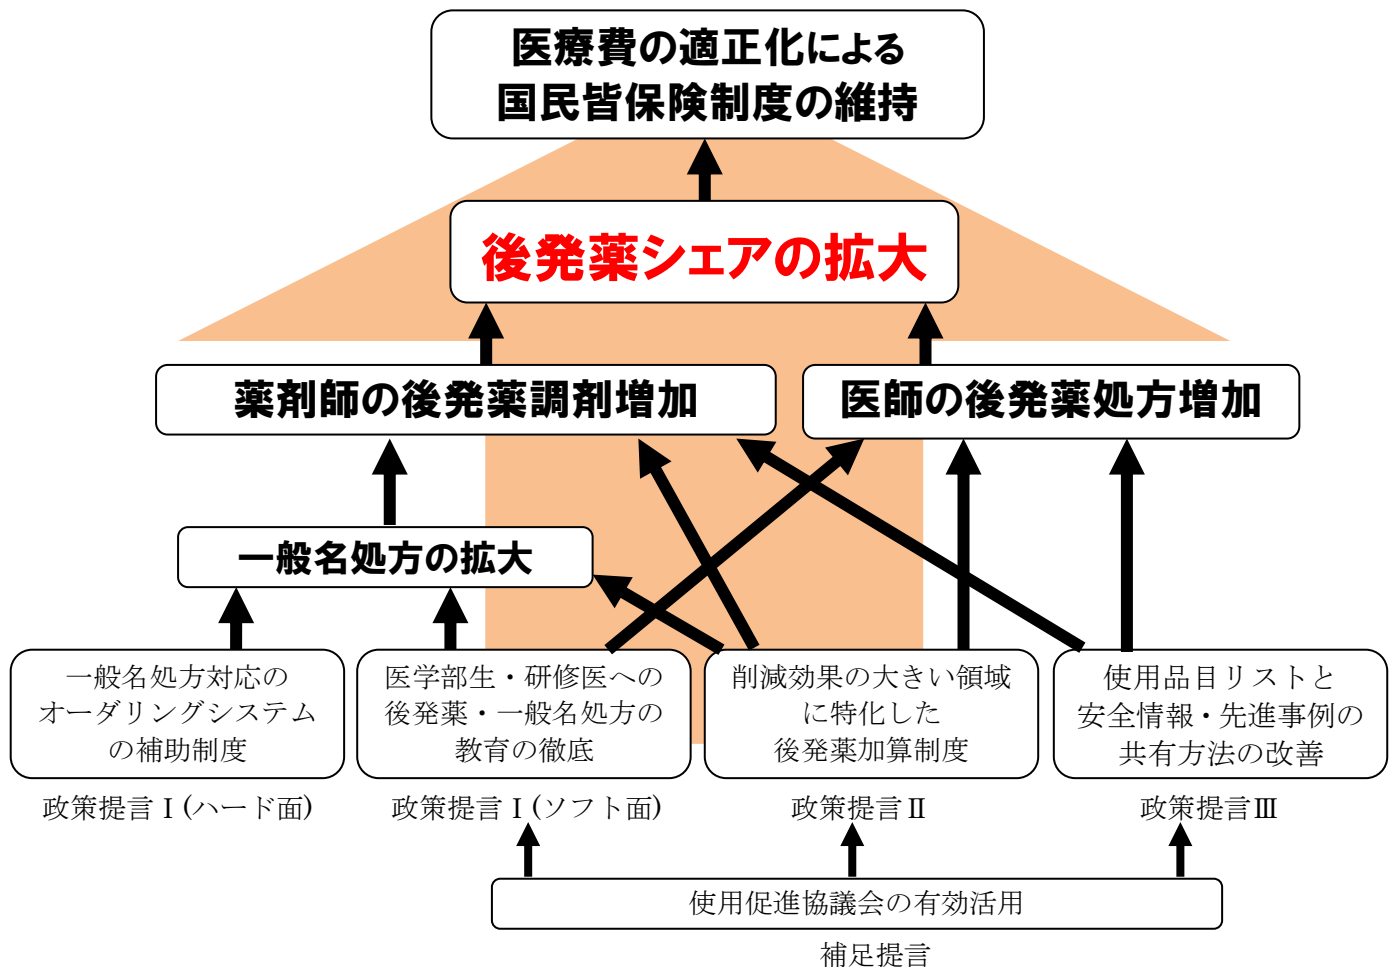 医療費の適正化による
国民皆保険制度の維持
後発薬シェアの拡大
薬剤師の後発薬調剤増加
医師の後発薬処方増加
一般名処方の拡大
一般名処方対応の
オーダリングシステム
の補助制度
医学部生・研修医への
後発薬・一般名処方の
教育の徹底
削減効果の大きい領域
に特化した
後発薬加算制度
使用品目リストと
安全情報・先進事例の
共有方法の改善
政策提言Ⅰ(ハード面)
政策提言Ⅰ(ソフト面)
政策提言Ⅱ
政策提言Ⅲ
使用促進協議会の有効活用
補足提言